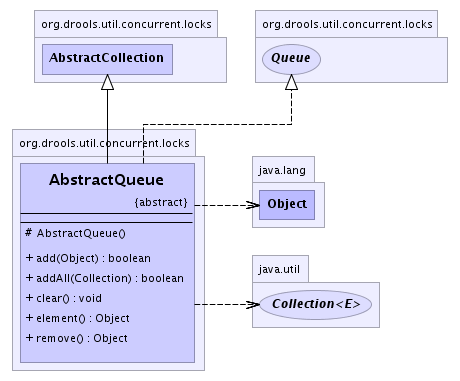 org.drools.util.concurrent.locks
AbstractCollection
org.drools.util.concurrent.locks
Queue
org.drools.util.concurrent.locks
AbstractQueue
{abstract}
# AbstractQueue()
+ add(Object) : boolean
+ addAll(Collection) : boolean
+ clear() : void
+ element() : Object
+ remove() : Object
java.lang
Object
java.util
Collection<E>